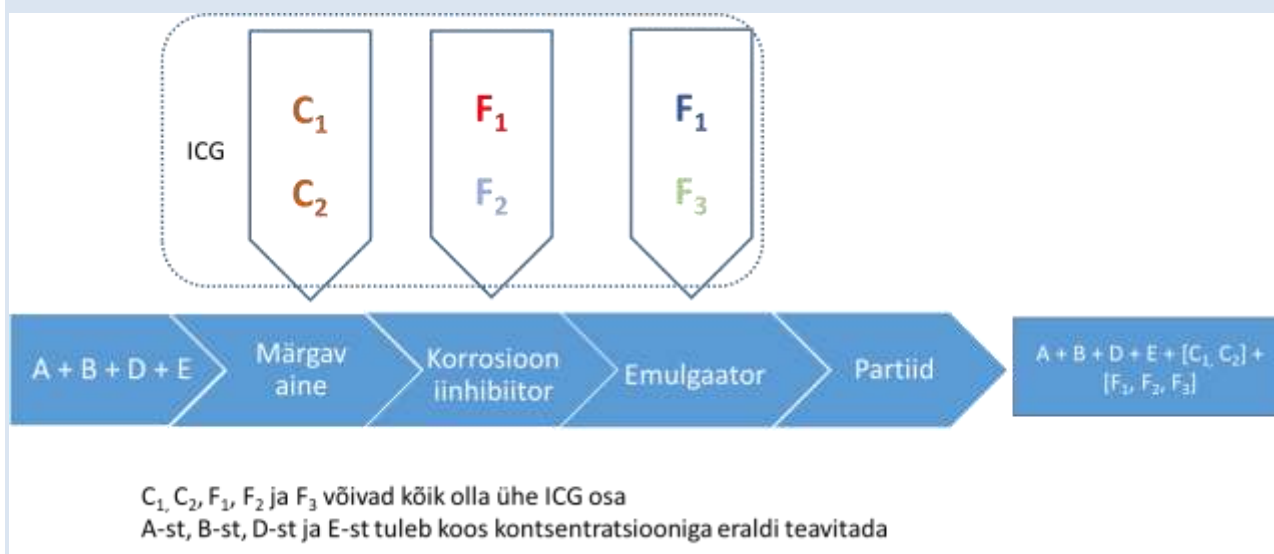 ICG
C₁
C₂
F₁
F₂
F₁
F₃
A + B + D + E
Märgav
aine
Korrosioon
iinhibiitor
Emulgaator
Partiid
A + B + D + E + [C₁, C₂] +
[F₁, F₂, F₃]
C₁, C₂, F₁, F₂ ja F₃ võivad kõik olla ühe ICG osa
A-st, B-st, D-st ja E-st tuleb koos kontsentratsiooniga eraldi teavitada